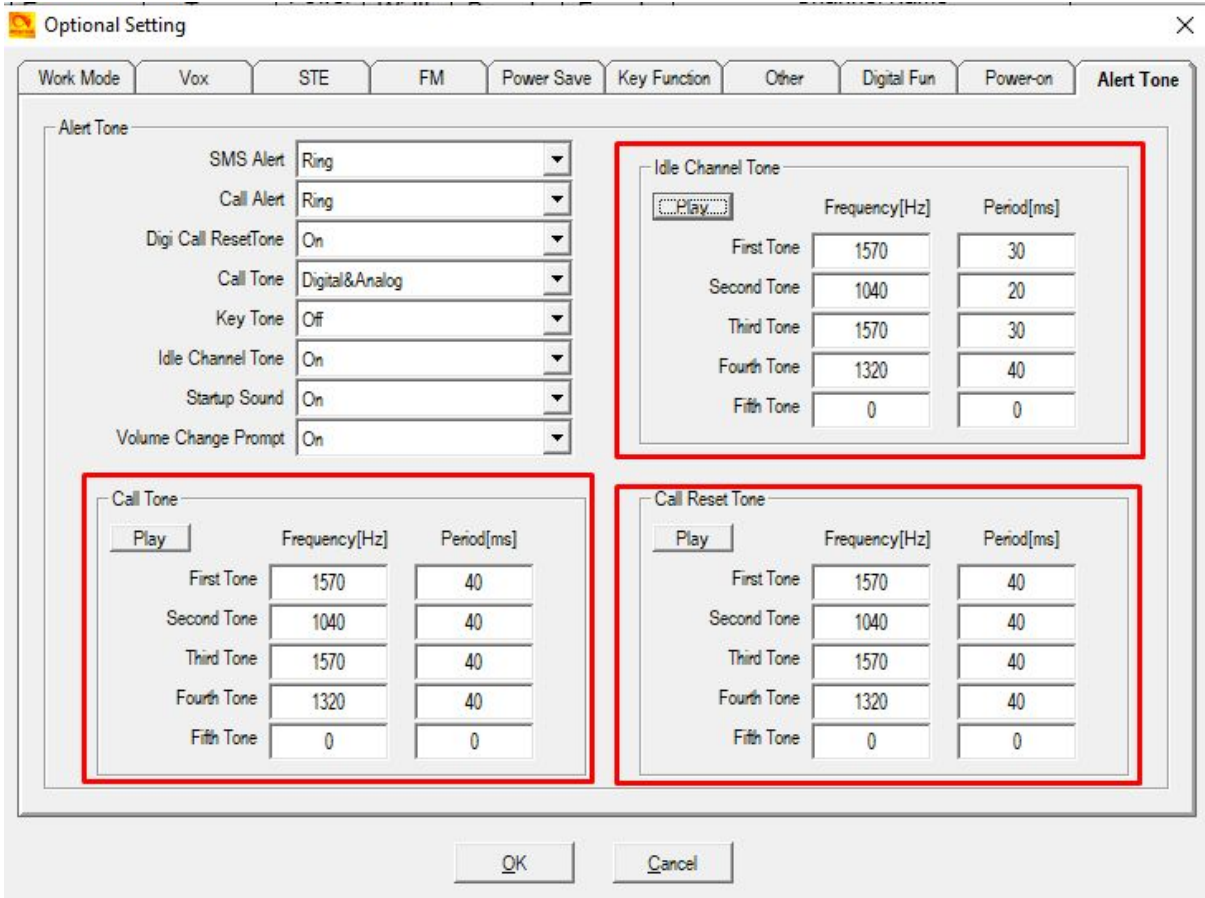 Optional Setting
Work Mode Vox STE FM Power Save Key Function Other Digital Fun Power-on Alert Tone
Alert Tone
SMS Alert Ring
Call Alert Ring
Digi Call ResetTone On
Call Tone Digital&Analog
Key Tone Off
Idle Channel Tone On
Startup Sound On
Volume Change Prompt On
Idle Channel Tone
Play Frequency[Hz] Period[ms]
First Tone 1570 30
Second Tone 1040 20
Third Tone 1570 30
Fourth Tone 1320 40
Fifth Tone 0 0
Call Tone
Play Frequency[Hz] Period[ms]
First Tone 1570 40
Second Tone 1040 40
Third Tone 1570 40
Fourth Tone 1320 40
Fifth Tone 0 0
Call Reset Tone
Play Frequency[Hz] Period[ms]
First Tone 1570 40
Second Tone 1040 40
Third Tone 1570 40
Fourth Tone 1320 40
Fifth Tone 0 0
OK Cancel